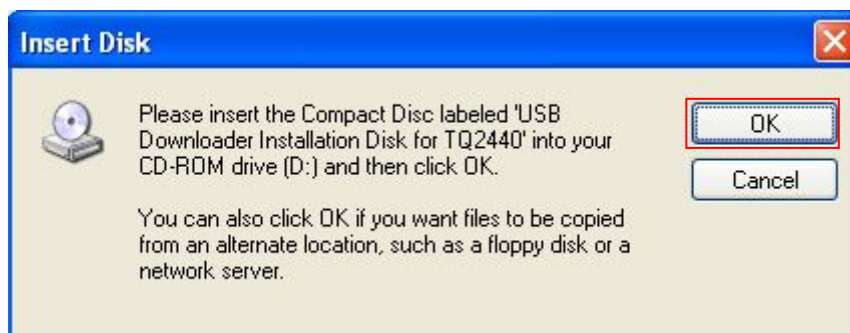 Insert Disk
Please insert the Compact Disc labeled 'USB
Downloader Installation Disk for TQ2440' into your
CD-ROM drive (D:) and then click OK.
You can also click OK if you want files to be copied
from an alternate location, such as a floppy disk or a
network server.
OK
Cancel